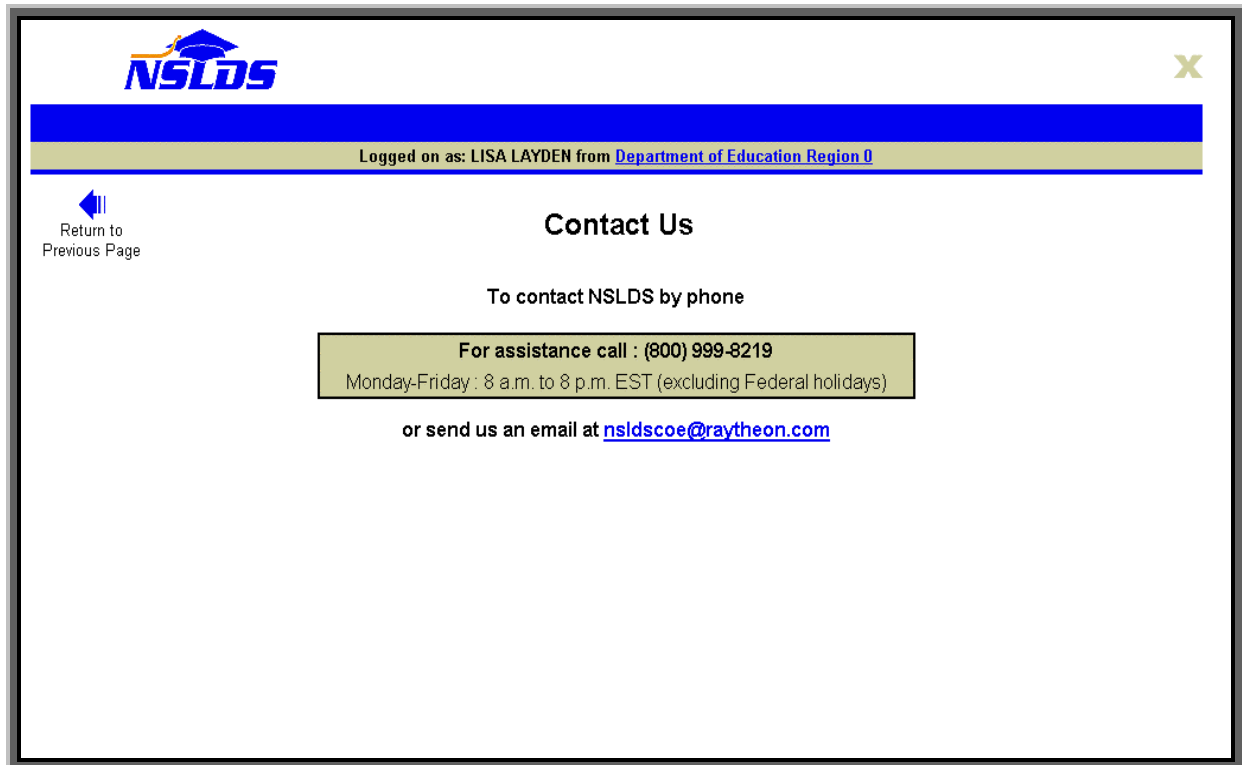 NSLDS
X
Logged on as: LISA LAYDEN from Department of Education Region 0
Return to
Previous Page
Contact Us
To contact NSLDS by phone
For assistance call : (800) 999-8219
Monday-Friday : 8 a.m. to 8 p.m. EST (excluding Federal holidays)
or send us an email at nsldscoe@raytheon.com